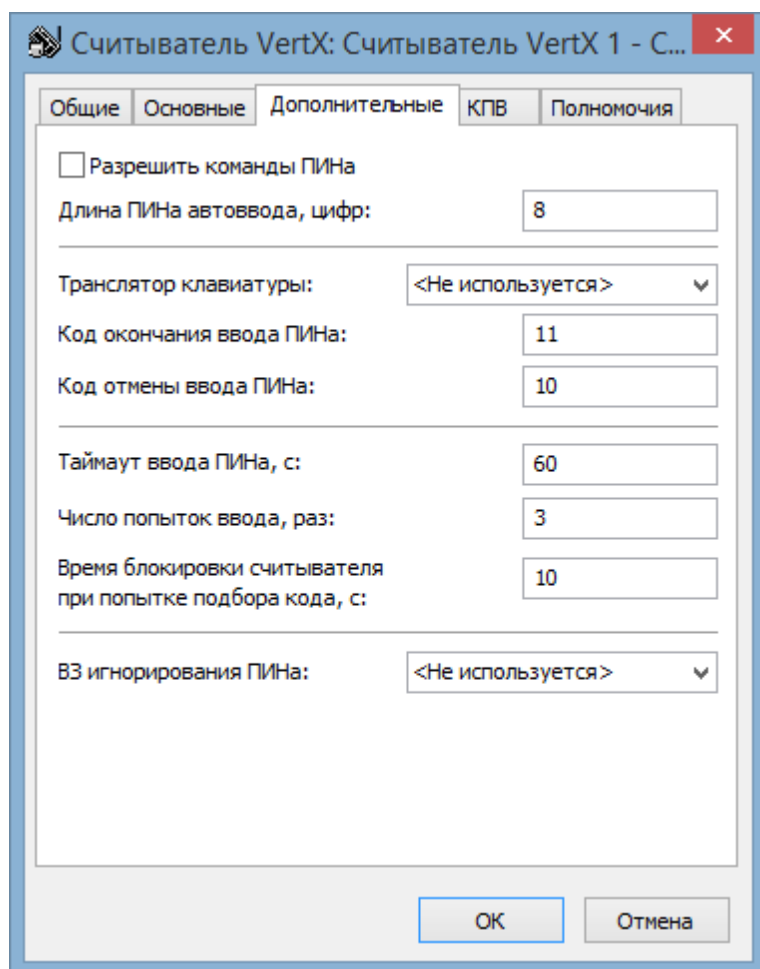 Считыватель VertX: Считыватель VertX 1 - С...
Общие Основные Дополнительные КПВ Полномочия
Разрешить команды ПИНа
Длина ПИНа автоввода, цифр: 8
Транслятор клавиатуры: <Не используется>
Код окончания ввода ПИНа: 11
Код отмены ввода ПИНа: 10
Таймаут ввода ПИНа, с: 60
Число попыток ввода, раз: 3
Время блокировки считывателя
при попытке подбора кода, с: 10
ВЗ игнорирования ПИНа: <Не используется>
ОК Отмена